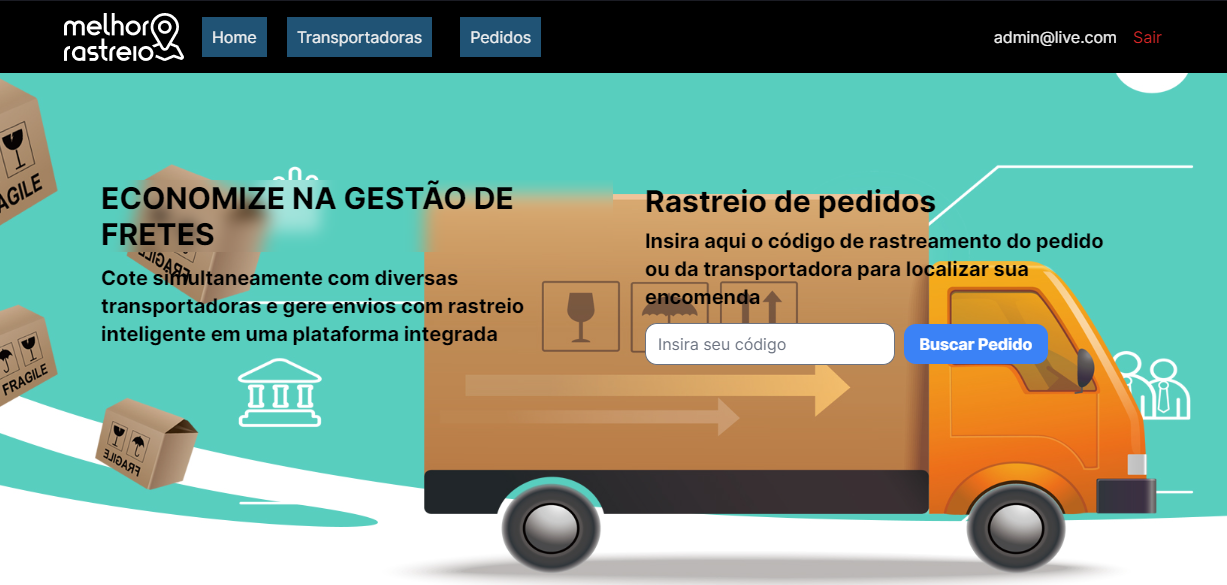 melhor
rastreio
Home
Transportadoras
Pedidos
admin@live.com
Sair
ECONOMIZE NA GESTÃO DE
FRETES
Cote simultaneamente com diversas
transportadoras e gere envios com rastreio
inteligente em uma plataforma integrada
Rastreio de pedidos
Insira aqui o código de rastreamento do pedido
ou da transportadora para localizar sua
encomenda
Insira seu código
Buscar Pedido
FRAGILE
FRAGILE
FRAGILE
FRAGILE